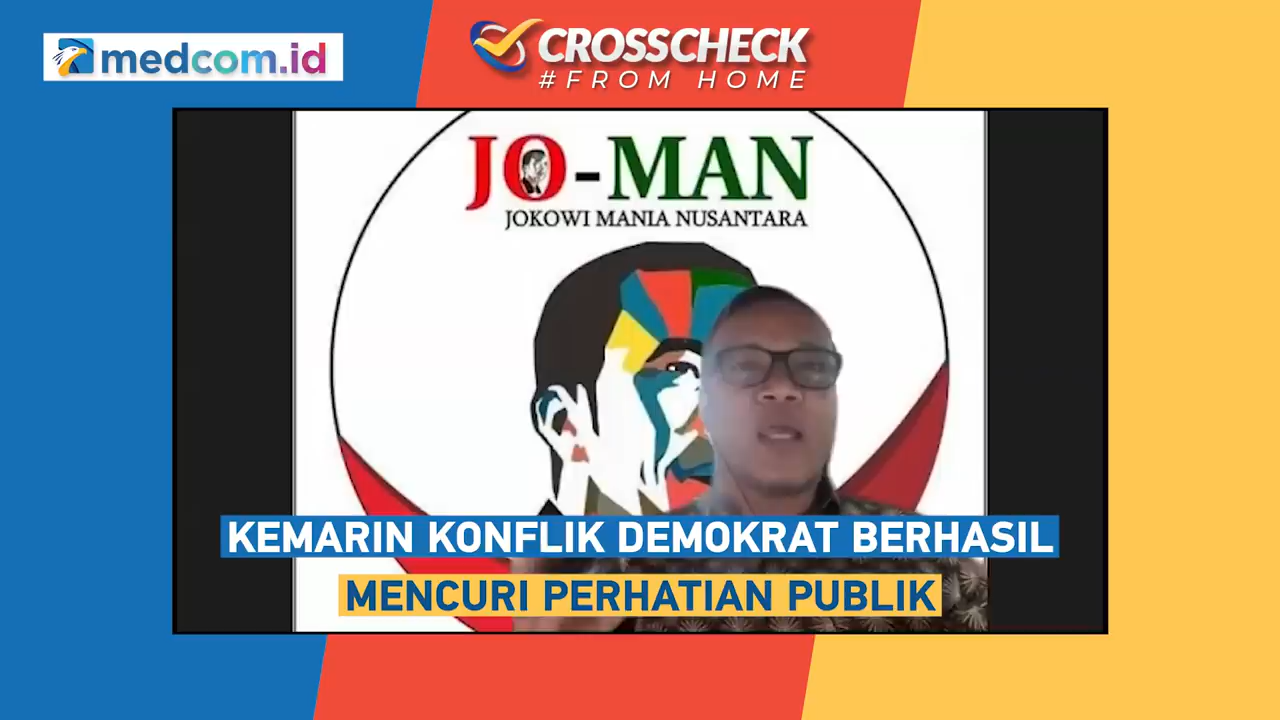 medcom.id
CROSSCHECK
#FROM HOME
JO-MAN
JOKOWI MANIA NUSANTARA
KEMARIN KONFLIK DEMOKRAT BERHASIL
MENCURI PERHATIAN PUBLIK